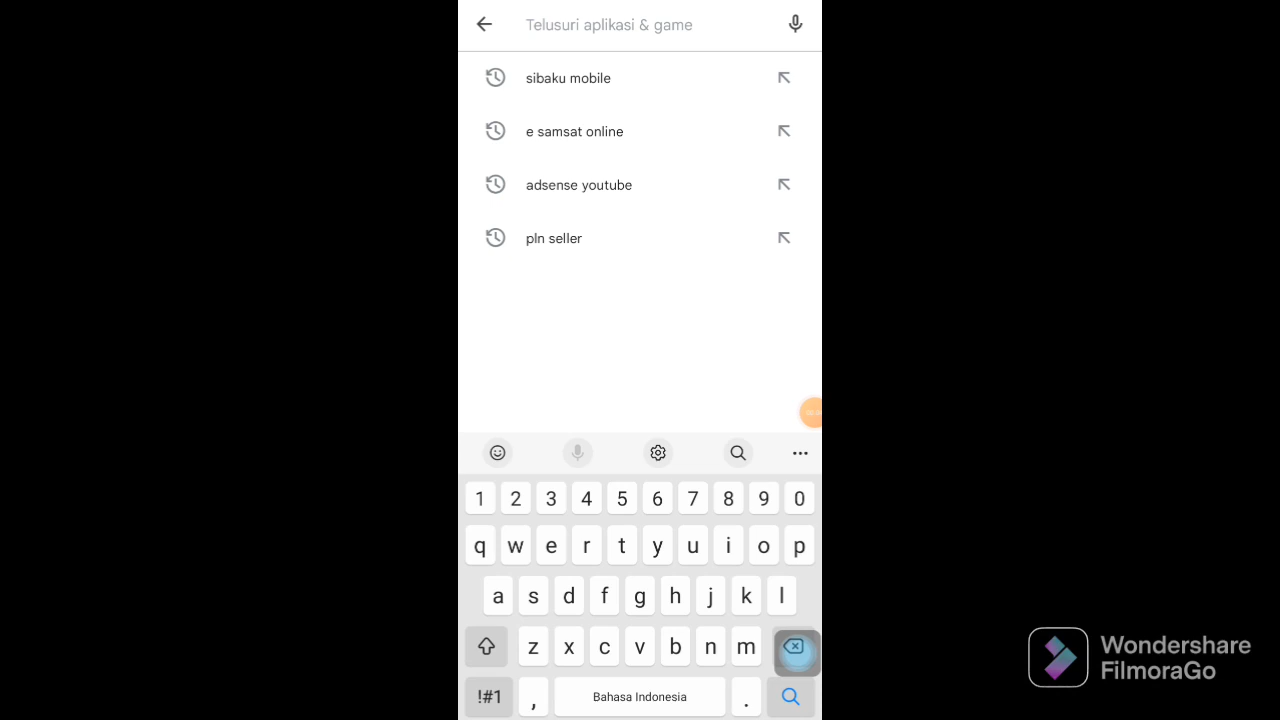 Telusuri aplikasi & game
sibaku mobile
e samsat online
adsense youtube
pln seller
1 2 3 4 5 6 7 8 9 0
q w e r t y u i o p
a s d f g h j k l
z x c v b n m
!#1 , Bahasa Indonesia .
Wondershare
FilmoraGo